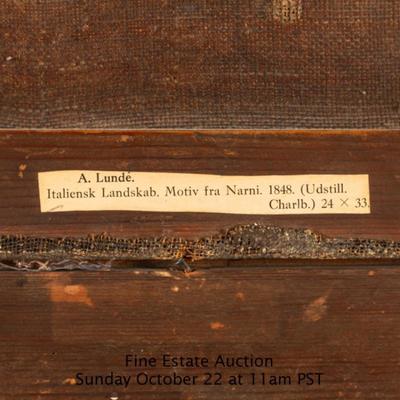 A. Lundé.
Italiensk Landskab. Motiv fra Narni. 1848. (Udstill.
Charlb.) 24 × 33.
Fine Estate Auction
Sunday October 22 at 11am PST